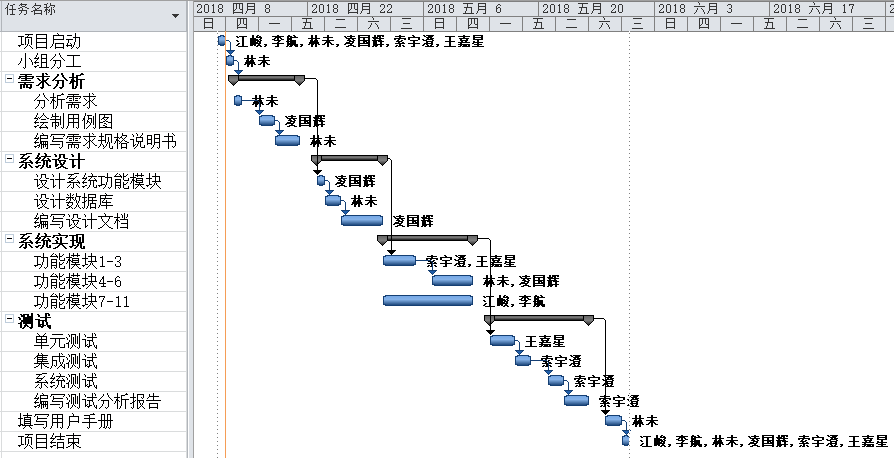 任务名称
2018 四月 8 2018 四月 22 2018 五月 6 2018 五月 20 2018 六月 3 2018 六月 17 2
日 四 一 五 二 六 三 日 四 一 五 二 六 三 日 四 一 五 二 六 三
项目启动 江峻,李航,林未,凌国辉,索宇澄,王嘉星
小组分工 林未
需求分析
分析需求 林未
绘制用例图 凌国辉
编写需求规格说明书 林未
系统设计
设计系统功能模块 凌国辉
设计数据库 林未
编写设计文档 凌国辉
系统实现
功能模块1-3 索宇澄,王嘉星
功能模块4-6 林未,凌国辉
功能模块7-11 江峻,李航
测试
单元测试 王嘉星
集成测试 索宇澄
系统测试 索宇澄
编写测试分析报告 索宇澄
填写用户手册 林未
项目结束 江峻,李航,林未,凌国辉,索宇澄,王嘉星